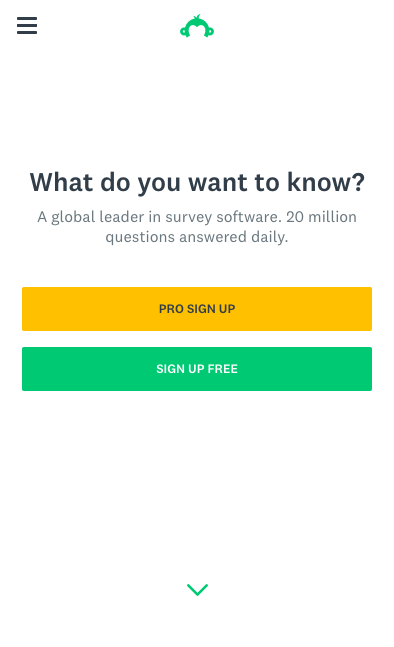 What do you want to know?
A global leader in survey software. 20 million
questions answered daily.
PRO SIGN UP
SIGN UP FREE